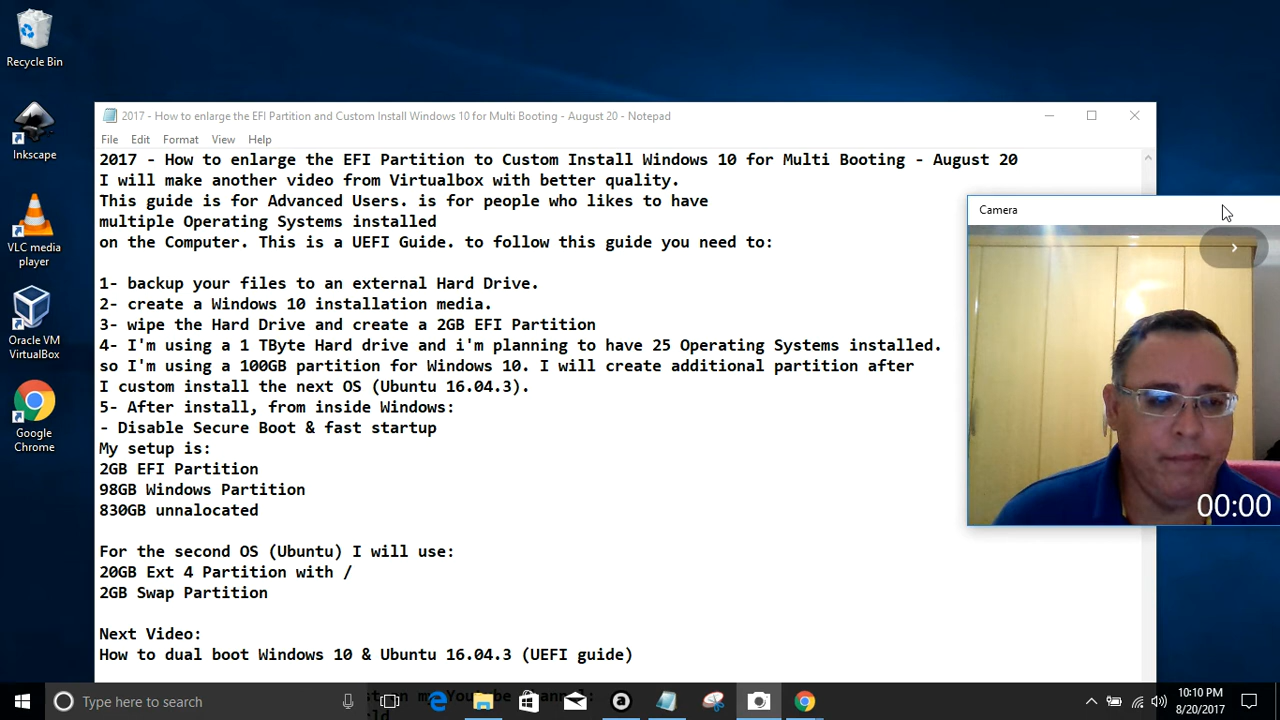 Recycle Bin
Inkscape
VLC media
player
Oracle VM
VirtualBox
Google
Chrome
2017 - How to enlarge the EFI Partition and Custom Install Windows 10 for Multi Booting - August 20 - Notepad
File Edit Format View Help
2017 - How to enlarge the EFI Partition to Custom Install Windows 10 for Multi Booting - August 20
I will make another video from Virtualbox with better quality.
This guide is for Advanced Users. is for people who likes to have
multiple Operating Systems installed
on the Computer. This is a UEFI Guide. to follow this guide you need to:
1- backup your files to an external Hard Drive.
2- create a Windows 10 installation media.
3- wipe the Hard Drive and create a 2GB EFI Partition
4- I'm using a 1 TByte Hard drive and i'm planning to have 25 Operating Systems installed.
so I'm using a 100GB partition for Windows 10. I will create additional partition after
I custom install the next OS (Ubuntu 16.04.3).
5- After install, from inside Windows:
- Disable Secure Boot & fast startup
My setup is:
2GB EFI Partition
98GB Windows Partition
830GB unnalocated
For the second OS (Ubuntu) I will use:
20GB Ext 4 Partition with /
2GB Swap Partition
Next Video:
How to dual boot Windows 10 & Ubuntu 16.04.3 (UEFI guide)
Camera
00:00
Type here to search
10:10 PM
8/20/2017